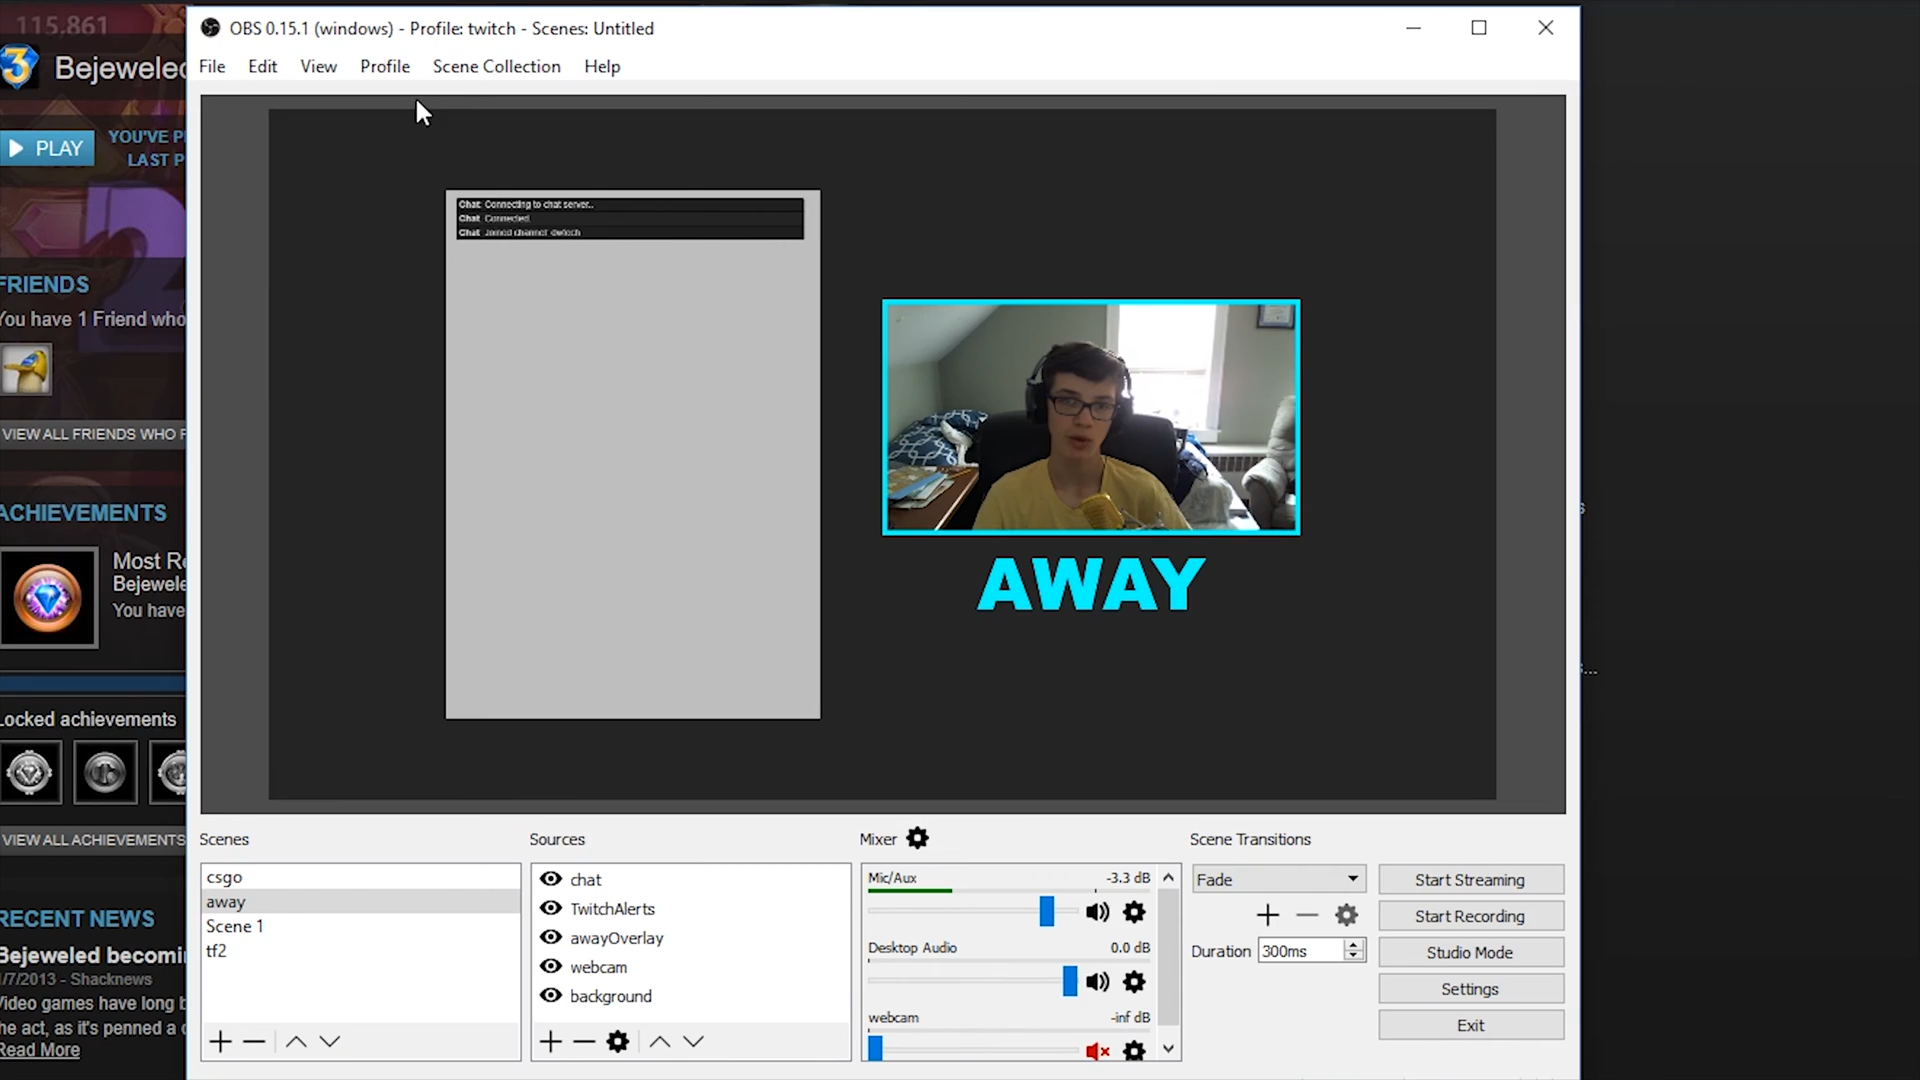 115,861
OBS 0.15.1 (windows) - Profile: twitch - Scenes: Untitled
Bejeweled
File Edit View Profile Scene Collection Help
PLAY
YOU'VE P
LAST P
Chat: Connecting to chat server..
Chat: Connected.
Chat: Joined channel
FRIENDS
You have 1 Friend who
VIEW ALL FRIENDS WHO
ACHIEVEMENTS
Most Re
Bejewele
You have
AWAY
Locked achievements
VIEW ALL ACHIEVEMENTS
RECENT NEWS
Bejeweled becomi
/7/2013 - Shacknews
Video games have long b
he act, as it's penned a c
Read More
Scenes
csgo
away
Scene 1
tf2
Sources
chat
TwitchAlerts
awayOverlay
webcam
background
Mixer
Mic/Aux -3.3 dB
Desktop Audio 0.0 dB
webcam -inf dB
Scene Transitions
Fade
Duration 300ms
Start Streaming
Start Recording
Studio Mode
Settings
Exit
s
s...